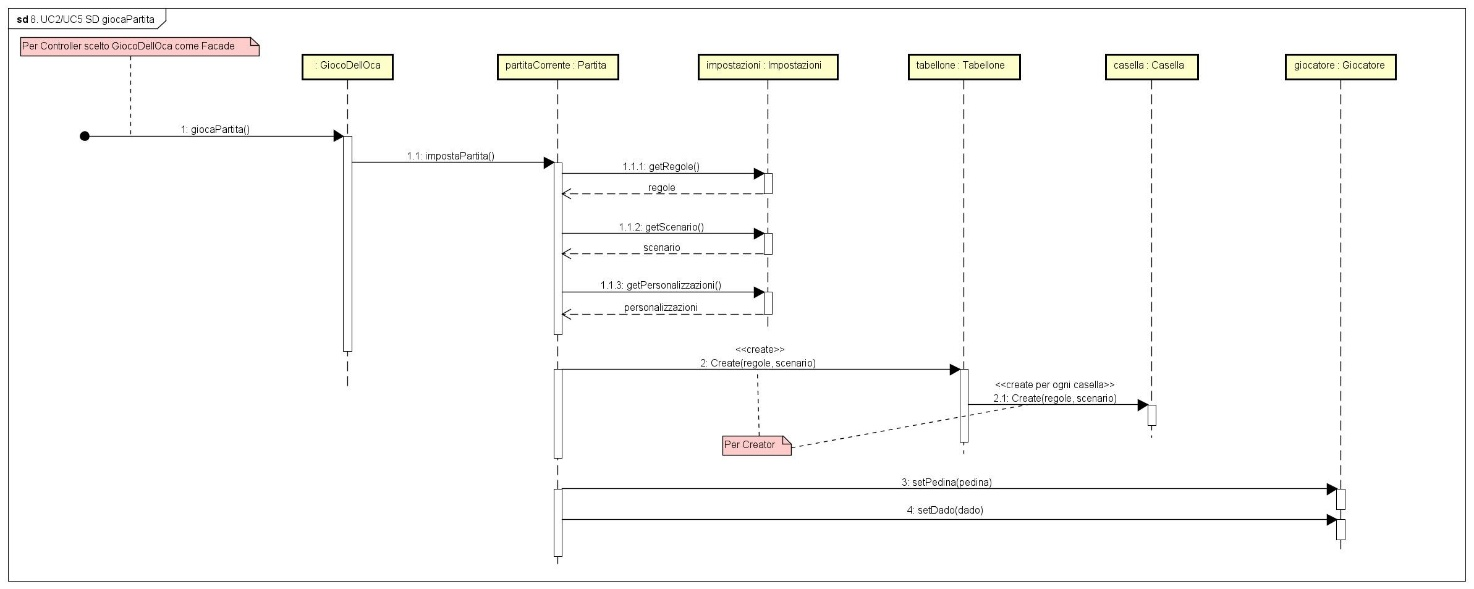 sd 6. UC2/UC5 SD giocaPartita
Per Controller scelto GiocoDellOca come Facade
: GiocoDellOca
partitaCorrente : Partita
impostazioni : Impostazioni
tabellone : Tabellone
casella : Casella
giocatore : Giocatore
1: giocaPartita()
1.1: impostaPartita()
1.1.1: getRegole()
regole
1.1.2: getScenario()
scenario
1.1.3: getPersonalizzazioni()
personalizzazioni
<<create>>
2: Create(regole, scenario)
<<create per ogni casella>>
2.1: Create(regole, scenario)
Per Creator
3: setPedina(pedina)
4: setDado(dado)